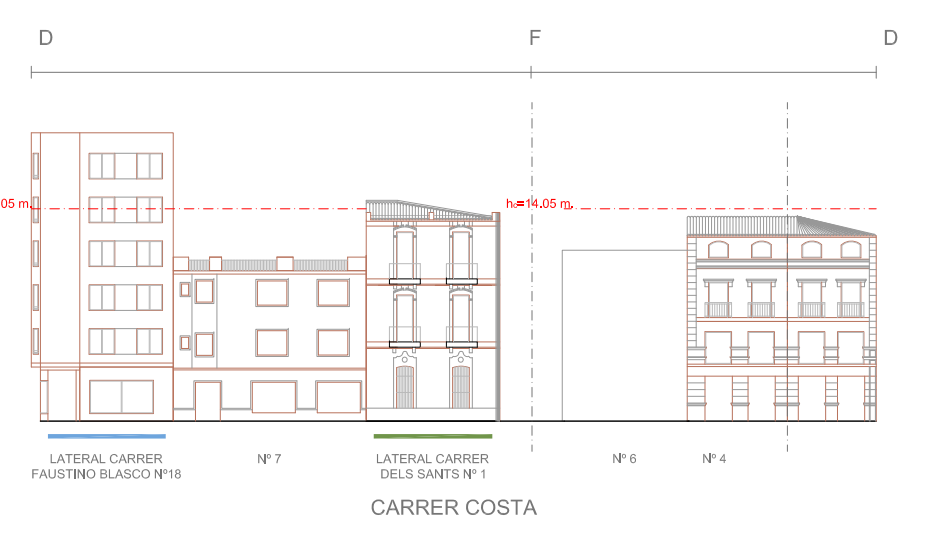 D
F
D
05 m.
hc=14.05 m.
LATERAL CARRER
FAUSTINO BLASCO Nº18
Nº 7
LATERAL CARRER
DELS SANTS Nº 1
Nº 6
Nº 4
CARRER COSTA